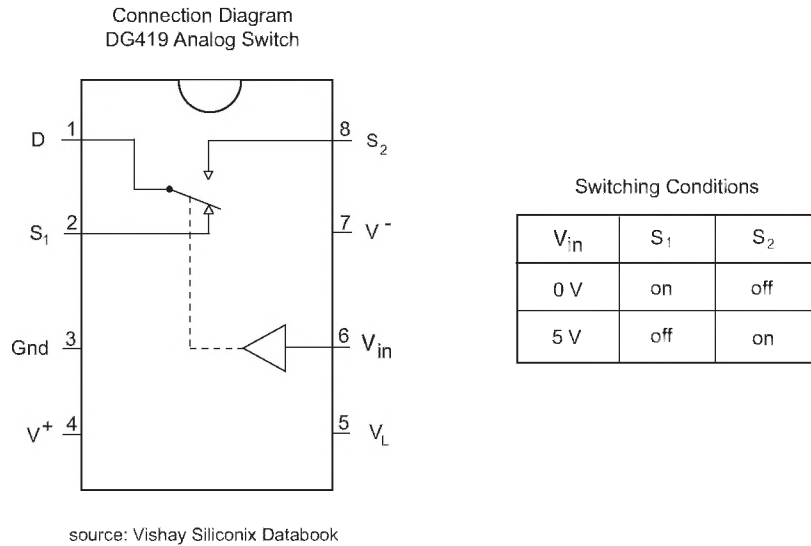 Connection Diagram
DG419 Analog Switch
D 1
8 S₂
S₁ 2
7 V⁻
Gnd 3
6 Vin
V⁺ 4
5 VL
source: Vishay Siliconix Databook
Switching Conditions
Vin S₁ S₂
0 V on off
5 V off on